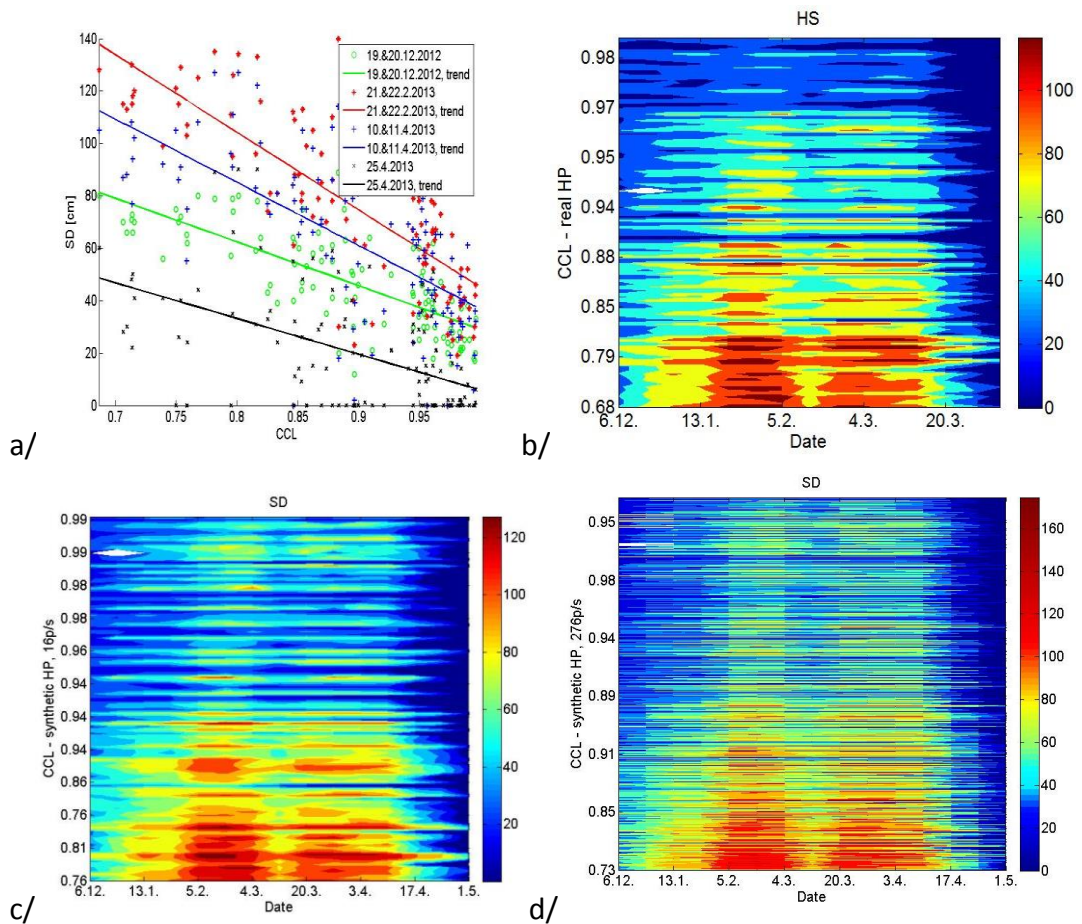 140
120
100
80
60
40
20
0
SD [cm]
0.7 0.75 0.8 0.85 0.9 0.95
CCL
19.&20.12.2012
19.&20.12.2012, trend
21.&22.2.2013
21.&22.2.2013, trend
10.&11.4.2013
10.&11.4.2013, trend
25.4.2013
25.4.2013, trend
a/
HS
0.98
0.97
0.95
0.94
0.88
0.85
0.79
0.68
CCL - real HP
6.12. 13.1. 5.2. 4.3. 20.3.
Date
100
80
60
40
20
0
b/
SD
0.99
0.99
0.98
0.96
0.94
0.94
0.94
0.86
0.76
0.81
0.76
CCL - synthetic HP, 16p/s
6.12. 13.1. 5.2. 4.3. 20.3. 3.4. 17.4. 1.5.
Date
120
100
80
60
40
20
c/
SD
0.95
0.98
0.94
0.89
0.91
0.85
0.73
CCL - synthetic HP, 276p/s
6.12. 13.1. 5.2. 4.3. 20.3. 3.4. 17.4. 1.5.
Date
160
140
120
100
80
60
40
20
0
d/